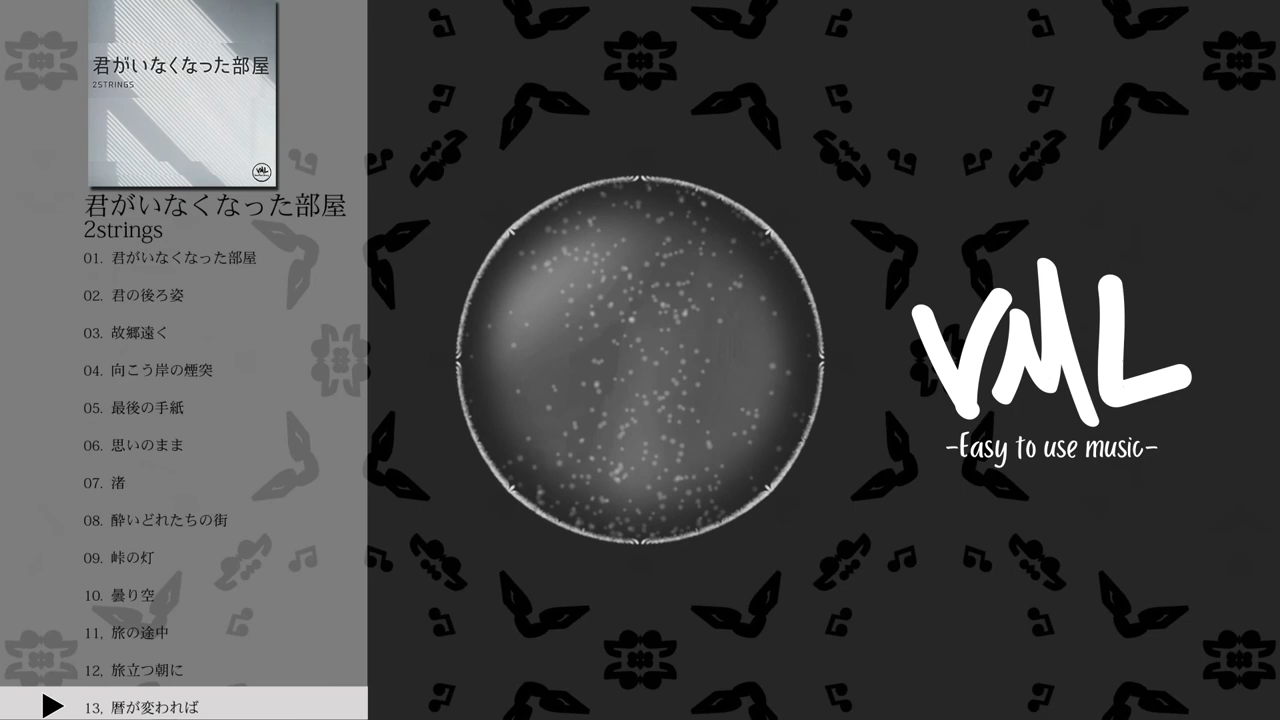 君がいなくなった部屋
2STRINGS
VML
君がいなくなった部屋
2strings
01. 君がいなくなった部屋
02. 君の後ろ姿
03. 故郷遠く
04. 向こう岸の煙突
05. 最後の手紙
06. 思いのまま
07. 渚
08. 酔いどれたちの街
09. 峠の灯
10. 曇り空
11, 旅の途中
12, 旅立つ朝に
13, 暦が変われば
VML
-Easy to use music-